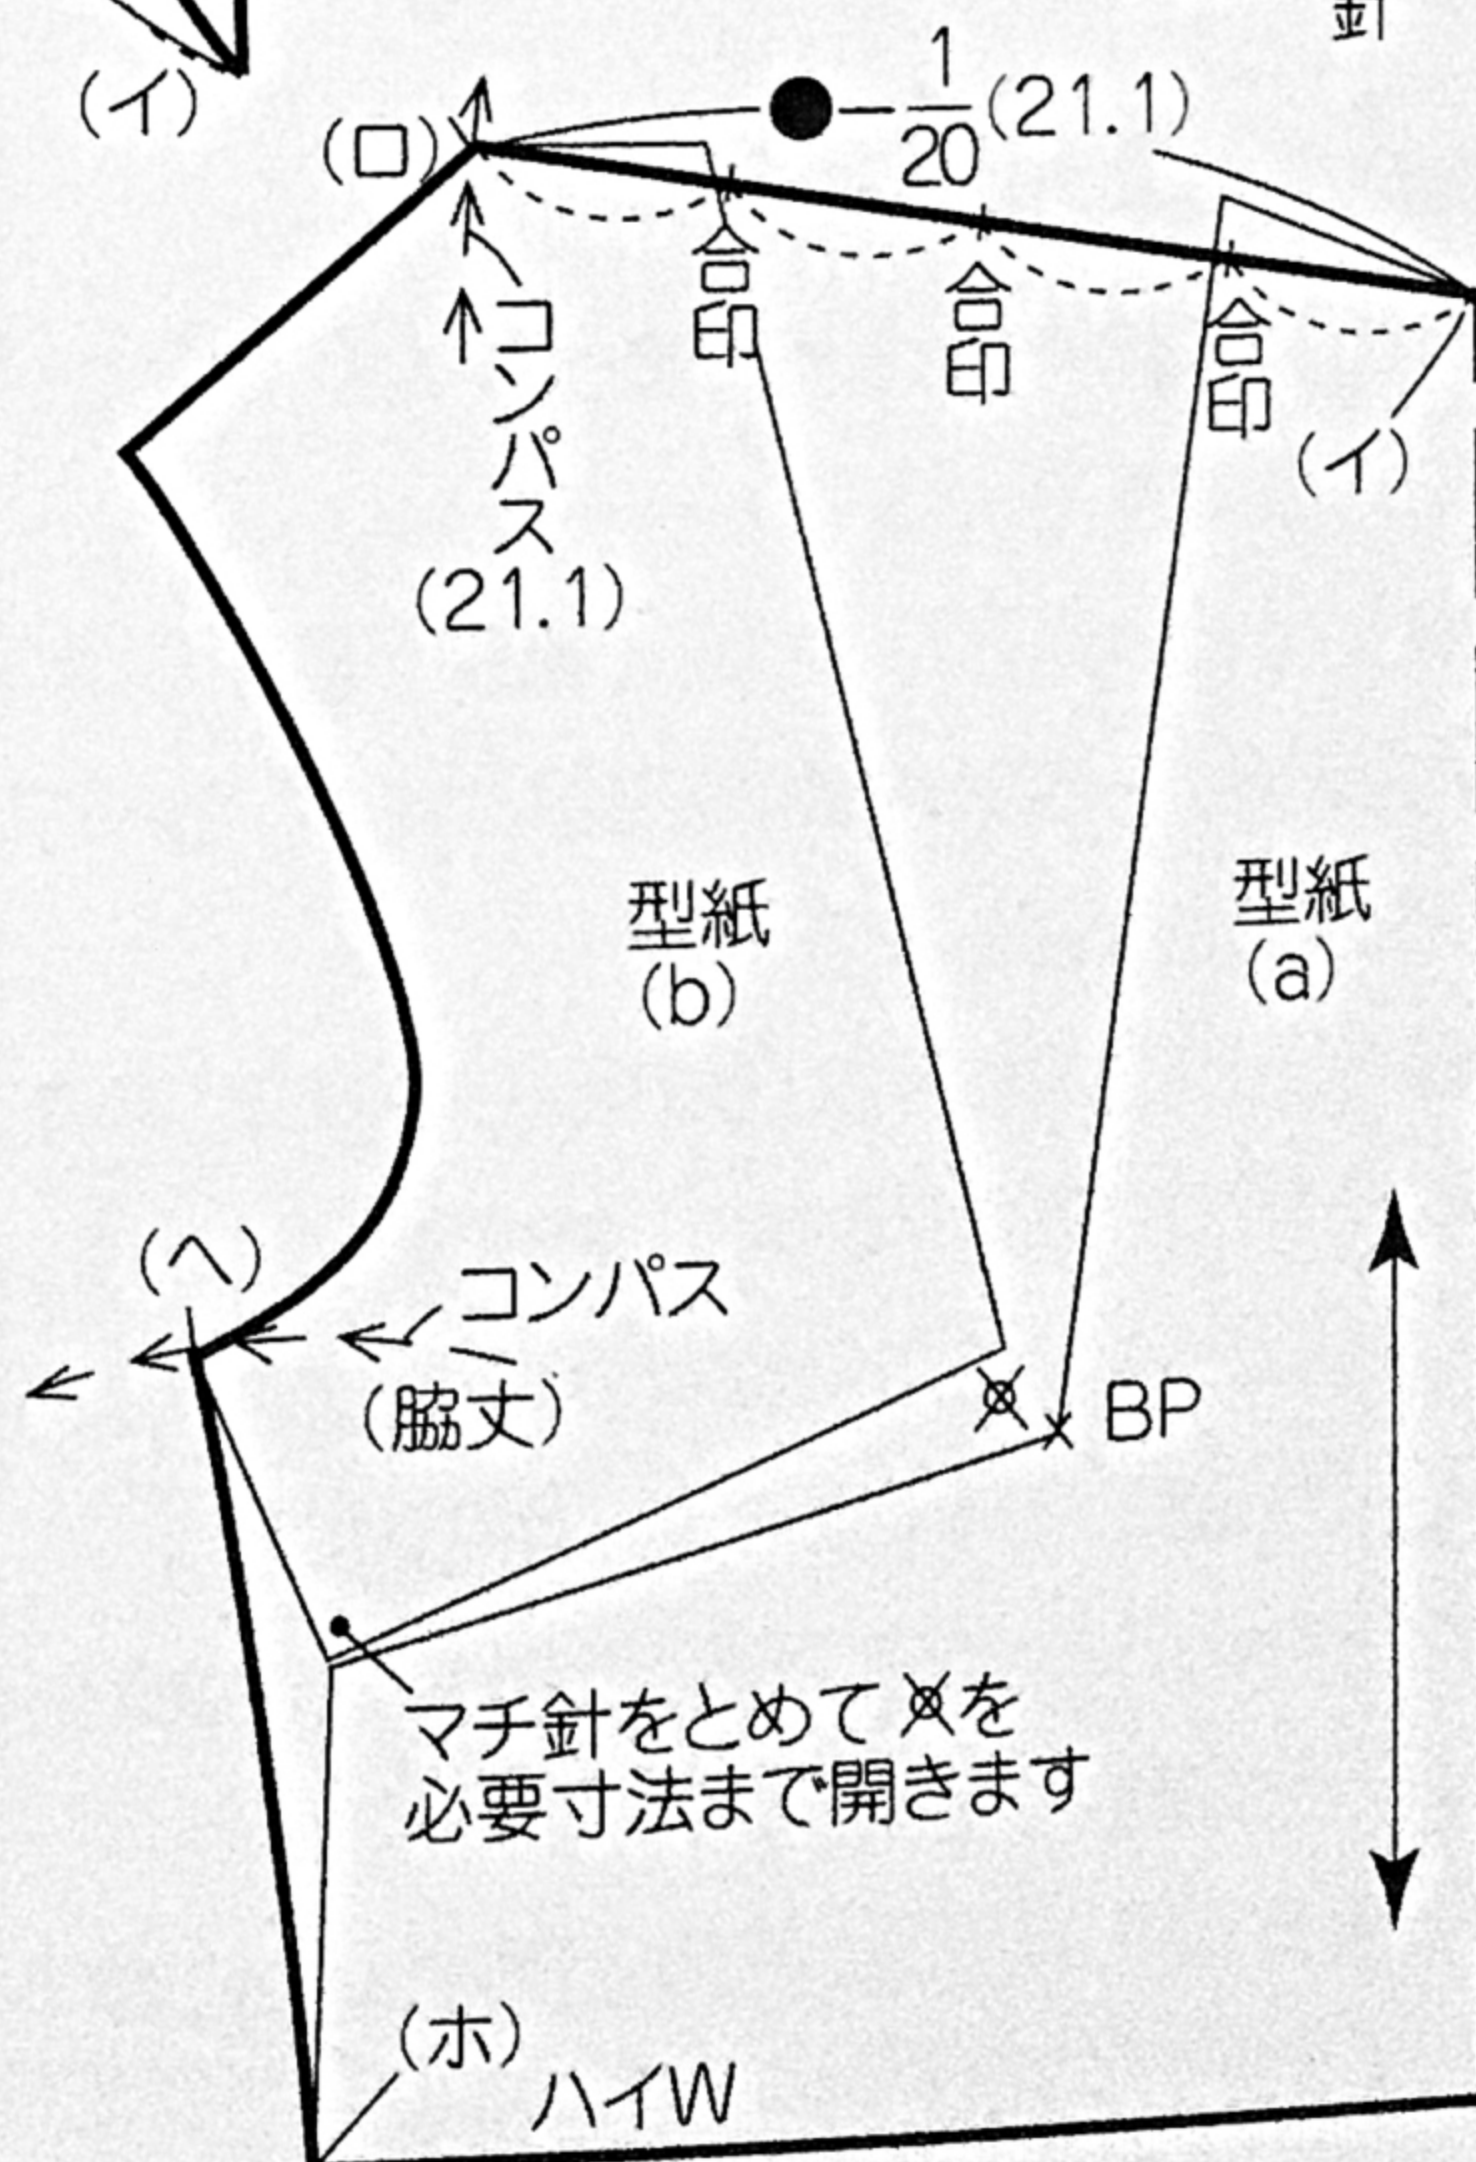 針
(イ)
(ロ)
●－1/20(21.1)
合印
合印
合印
(イ)
コンパス
(21.1)
型紙
(b)
型紙
(a)
(ヘ)
コンパス
(脇丈)
BP
マチ針をとめて※を
必要寸法まで開きます
(ホ)
ハイW